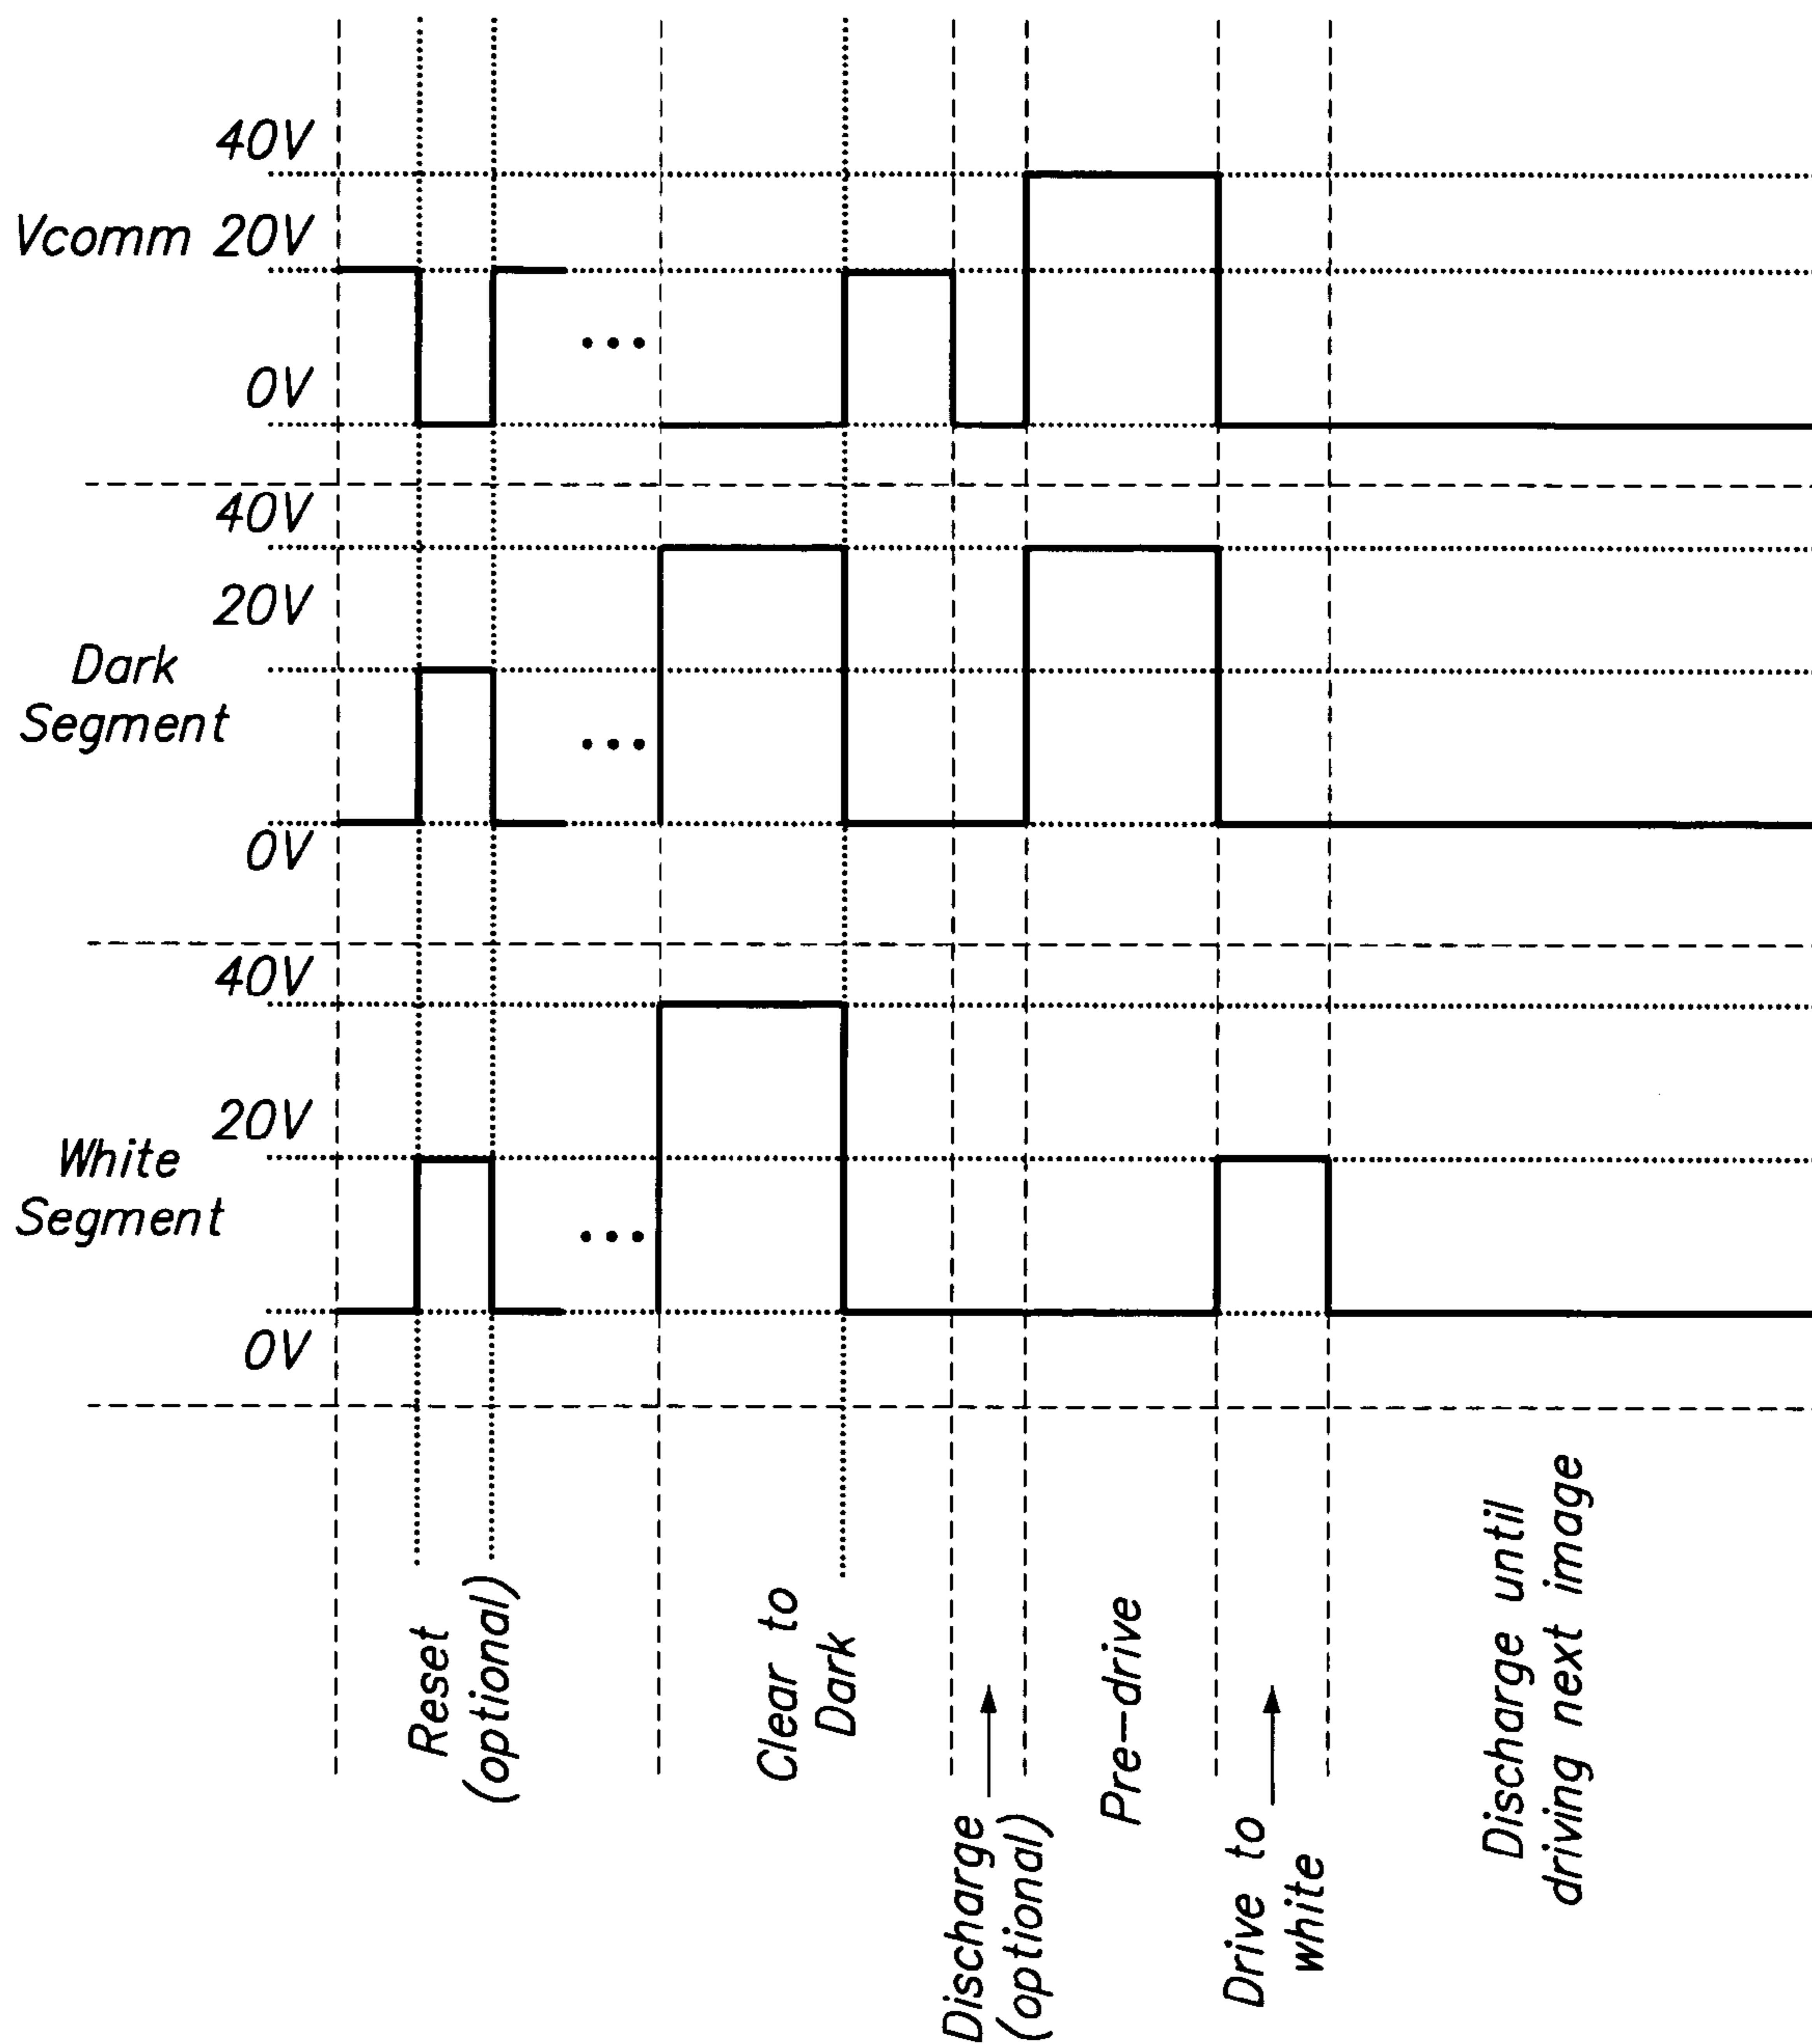 40V
Vcomm 20V
0V
40V
20V
Dark
Segment
0V
40V
20V
White
Segment
0V
Reset
(optional)
Clear to
Dark
Discharge
(optional)
Pre-drive
Drive to
white
Discharge until
driving next image